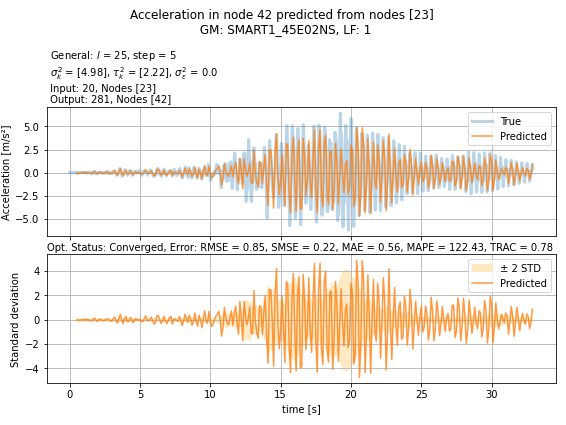 Acceleration in node 42 predicted from nodes [23]
GM: SMART1_45E02NS, LF: 1
General: l = 25, step = 5
σ²ₖ = [4.98], τ²ₖ = [2.22], σ²ε = 0.0
Input: 20, Nodes [23]
Output: 281, Nodes [42]
Acceleration [m/s²]
5.0
2.5
0.0
−2.5
−5.0
True
Predicted
Opt. Status: Converged, Error: RMSE = 0.85, SMSE = 0.22, MAE = 0.56, MAPE = 122.43, TRAC = 0.78
Standard deviation
4
2
0
−2
−4
± 2 STD
Predicted
0 5 10 15 20 25 30
time [s]